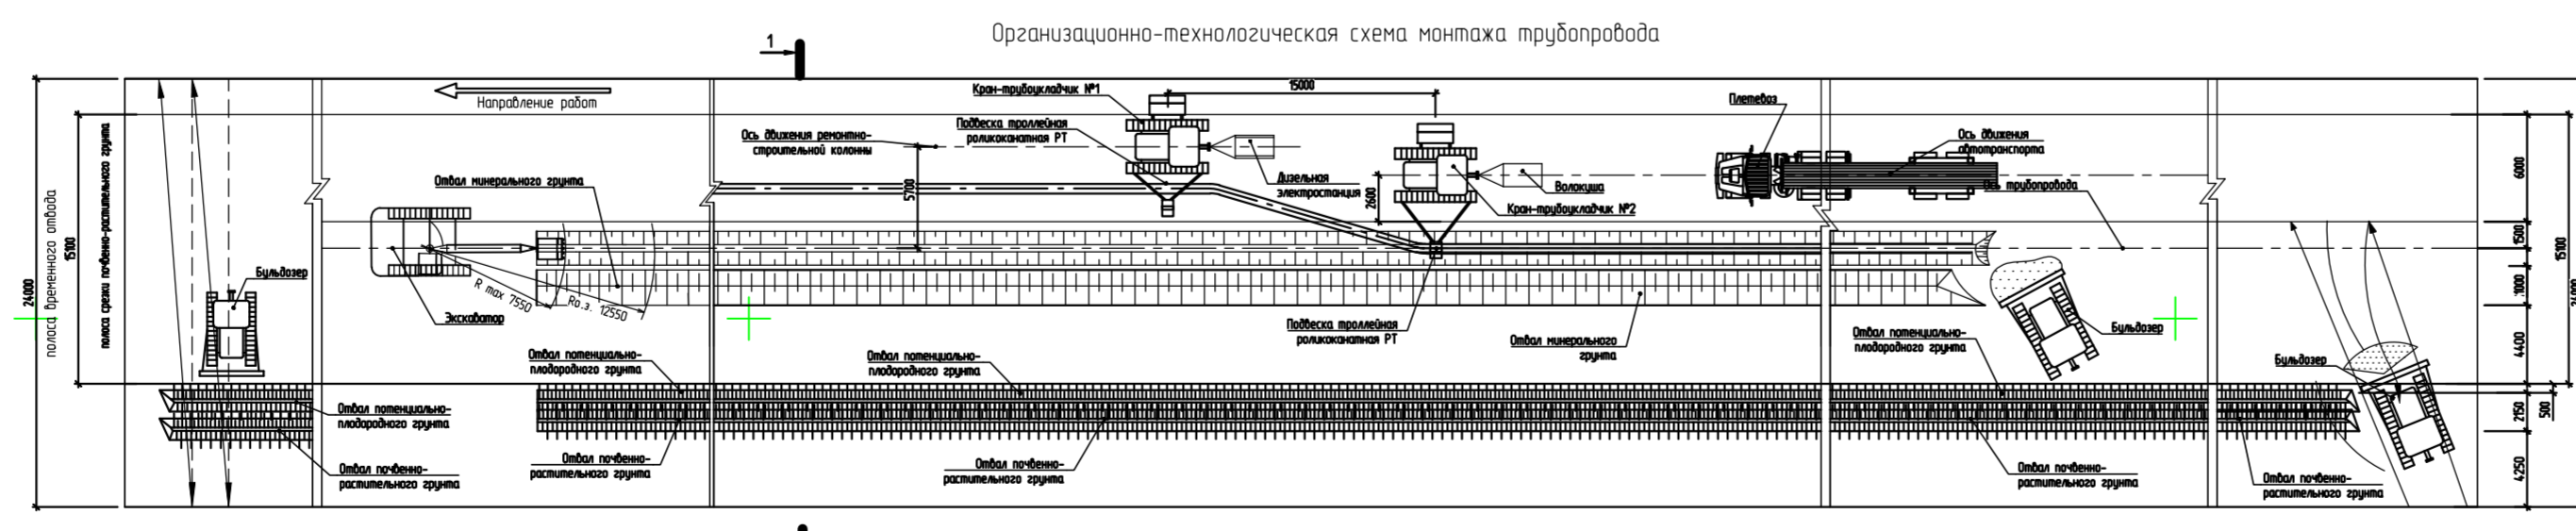 Организационно-технологическая схема монтажа трубопровода
1
Направление работ
24000
полоса временного отвода
15100
полоса срезки почвенно-растительного грунта
Бульдозер
Отвал минерального грунта
Экскаватор
R max 7550
Rо.з. 12550
Отвал потенциально-
плодородного грунта
Отвал почвенно-
растительного грунта
Отвал потенциально-
плодородного грунта
Отвал почвенно-
растительного грунта
Кран-трубоукладчик №1
Подвеска троллейная
роликоканатная РТ
Ось движения ремонтно-
строительной колонны
5700
15000
Дизельная
электростанция
2600
Волокуша
Кран-трубоукладчик №2
Отвал потенциально-
плодородного грунта
Отвал почвенно-
растительного грунта
Подвеска троллейная
роликоканатная РТ
Отвал минерального
грунта
Плетевоз
Ось движения
автотранспорта
Ось трубопровода
Отвал потенциально-
плодородного грунта
Бульдозер
Отвал почвенно-
растительного грунта
Бульдозер
Отвал почвенно-
растительного грунта
6000
1500
1000
4400
2150
4250
500
15100
24000